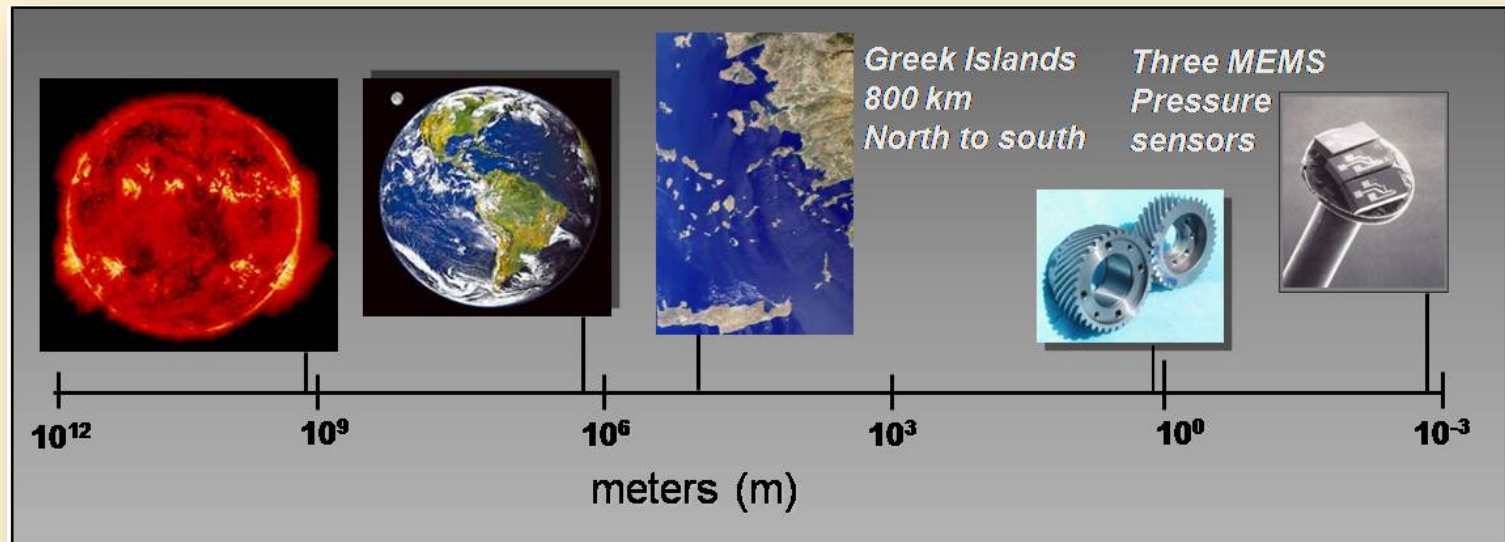 Greek Islands
800 km
North to south
Three MEMS
Pressure
sensors
10¹²
10⁹
10⁶
10³
10⁰
10⁻³
meters (m)